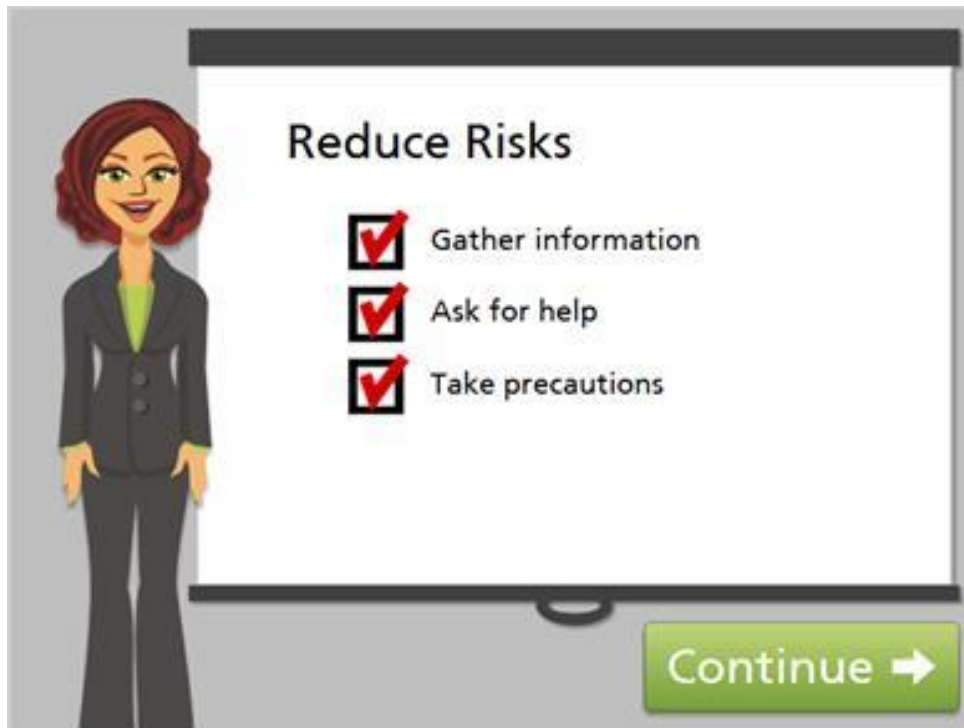 Reduce Risks
Gather information
Ask for help
Take precautions
Continue